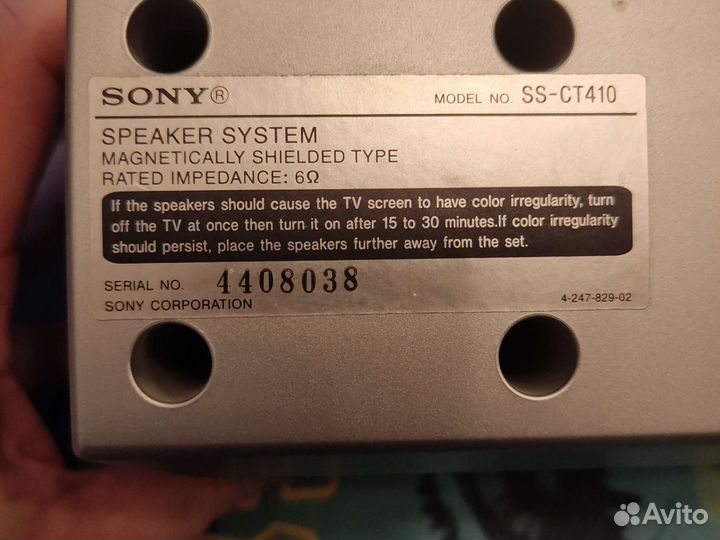 SONY® MODEL NO. SS-CT410
SPEAKER SYSTEM
MAGNETICALLY SHIELDED TYPE
RATED IMPEDANCE: 6Ω
If the speakers should cause the TV screen to have color irregularity, turn
off the TV at once then turn it on after 15 to 30 minutes.If color irregularity
should persist, place the speakers further away from the set.
SERIAL NO. 4408038
SONY CORPORATION 4-247-829-02
Avito